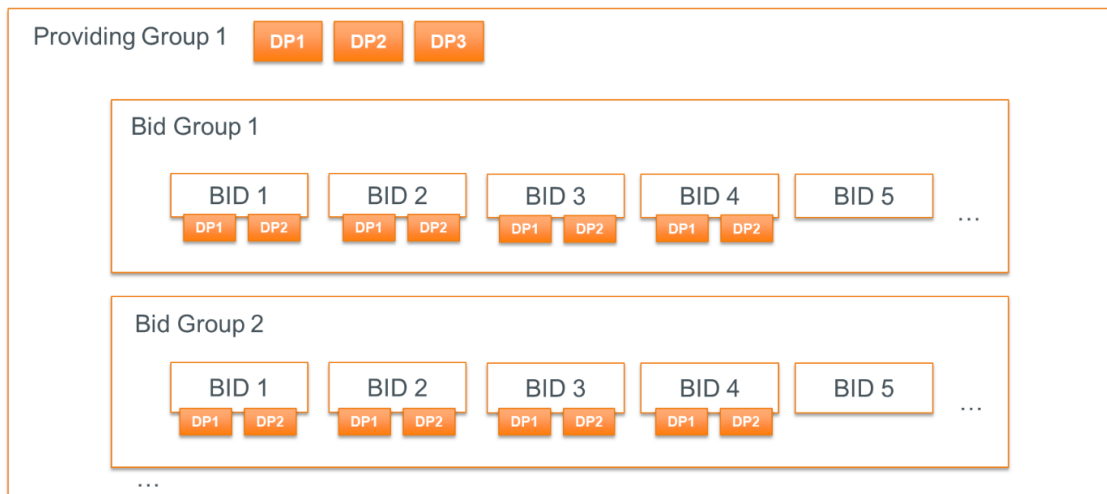 Providing Group 1 DP1 DP2 DP3
Bid Group 1
BID 1 BID 2 BID 3 BID 4 BID 5
DP1 DP2 DP1 DP2 DP1 DP2 DP1 DP2 ...
Bid Group 2
BID 1 BID 2 BID 3 BID 4 BID 5
DP1 DP2 DP1 DP2 DP1 DP2 DP1 DP2 ...
...